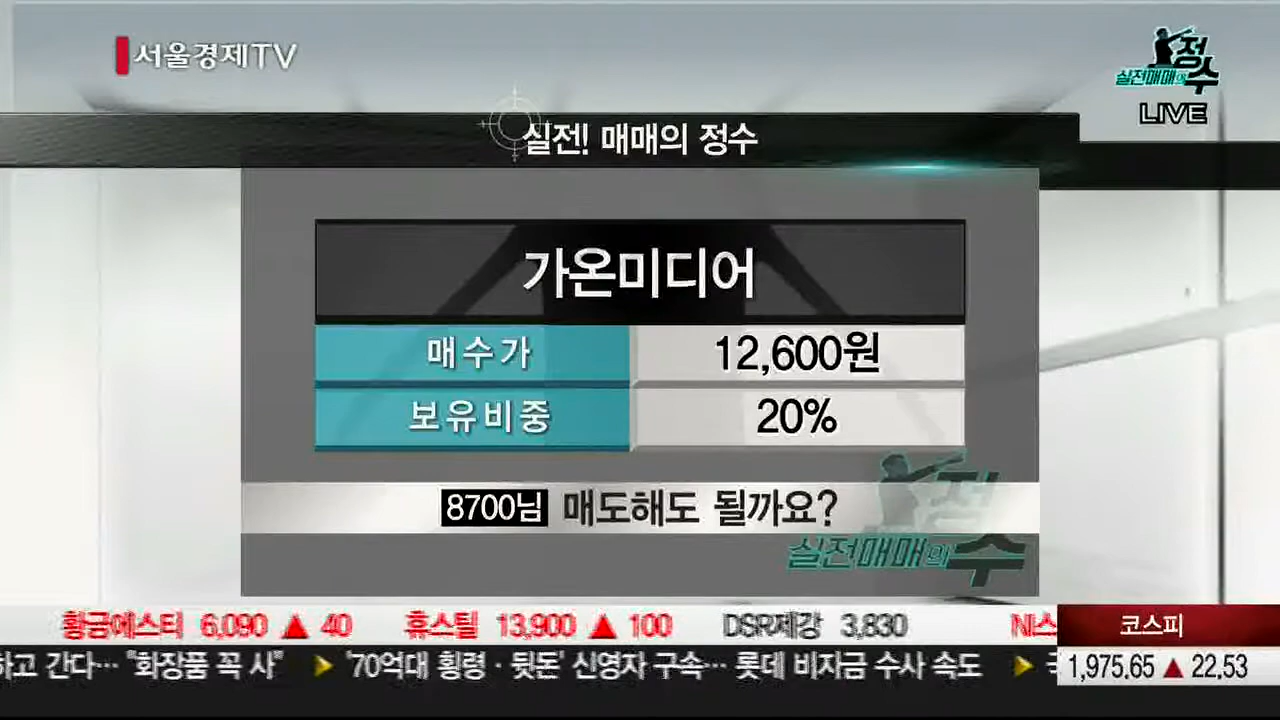 서울경제TV
실전매매의 정수
LIVE
실전! 매매의 정수
가온미디어
매수가 12,600원
보유비중 20%
8700님 매도해도 될까요?
실전매매의 정수
황금에스티 6,090 ▲ 40 휴스틸 13,900 ▲ 100 DSR제강 3,830 NI스
코스피
하고 간다… "화장품 꼭 사" ▶ '70억대 횡령·뒷돈' 신영자 구속… 롯데 비자금 수사 속도 ▶
1,975.65 ▲ 22,53